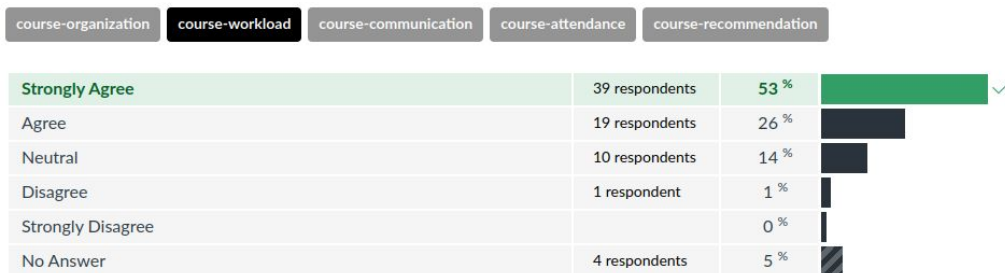 course-organization course-workload course-communication course-attendance course-recommendation
Strongly Agree 39 respondents 53 %
Agree 19 respondents 26 %
Neutral 10 respondents 14 %
Disagree 1 respondent 1 %
Strongly Disagree 0 %
No Answer 4 respondents 5 %